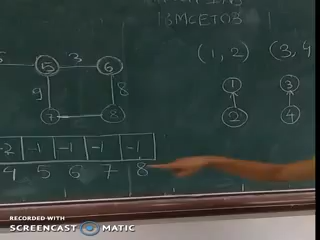 18MCET03
(1, 2) (3, 4
5 3 6
9 8
7 8
1 3
2 4
-2 -1 -1 -1 -1
4 5 6 7 8
RECORDED WITH
SCREENCAST MATIC